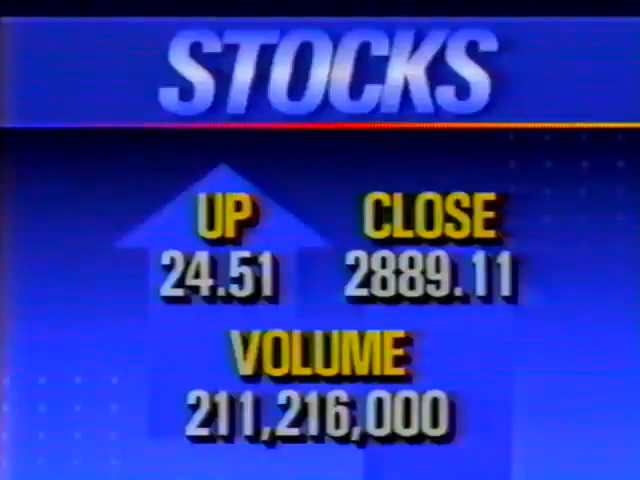 STOCKS
UP CLOSE
24.51 2889.11
VOLUME
211,216,000